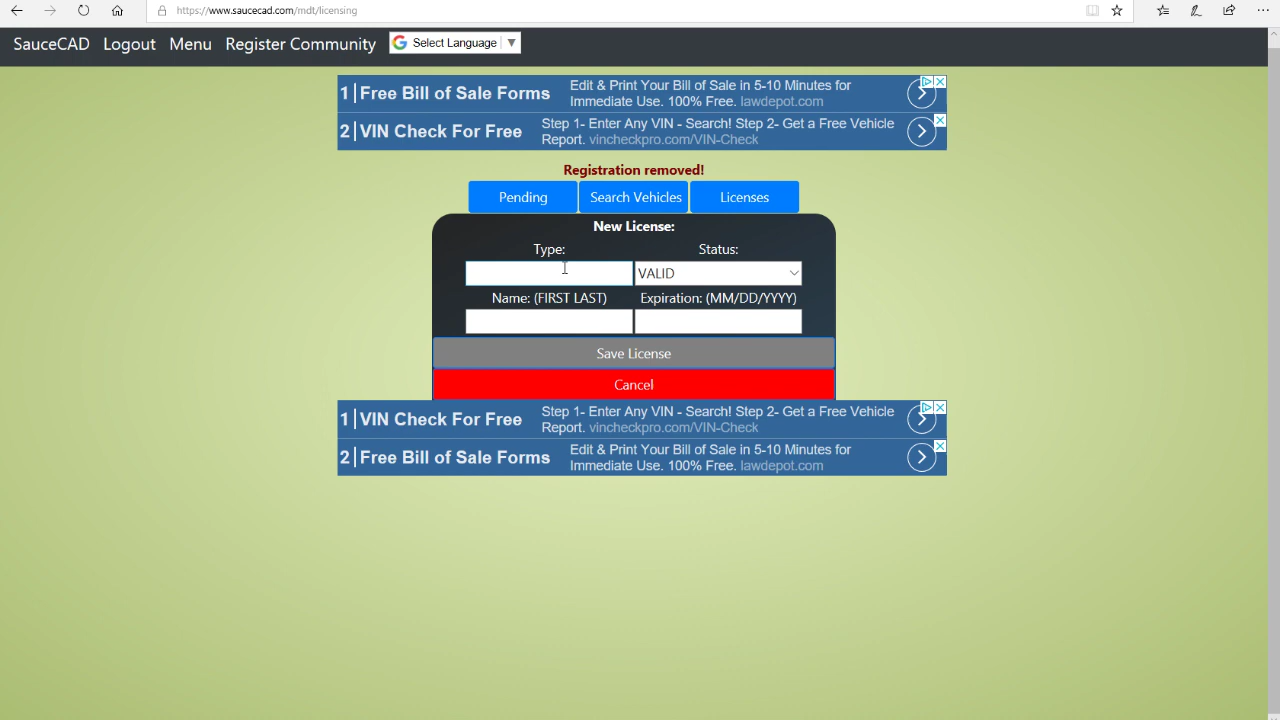 https://www.saucecad.com/mdt/licensing
SauceCAD Logout Menu Register Community Select Language ▼
1 Free Bill of Sale Forms
Edit & Print Your Bill of Sale in 5-10 Minutes for
Immediate Use. 100% Free. lawdepot.com
2 VIN Check For Free
Step 1- Enter Any VIN - Search! Step 2- Get a Free Vehicle
Report. vincheckpro.com/VIN-Check
Registration removed!
Pending Search Vehicles Licenses
New License:
Type: Status:
VALID
Name: (FIRST LAST) Expiration: (MM/DD/YYYY)
Save License
Cancel
1 VIN Check For Free
Step 1- Enter Any VIN - Search! Step 2- Get a Free Vehicle
Report. vincheckpro.com/VIN-Check
2 Free Bill of Sale Forms
Edit & Print Your Bill of Sale in 5-10 Minutes for
Immediate Use. 100% Free. lawdepot.com